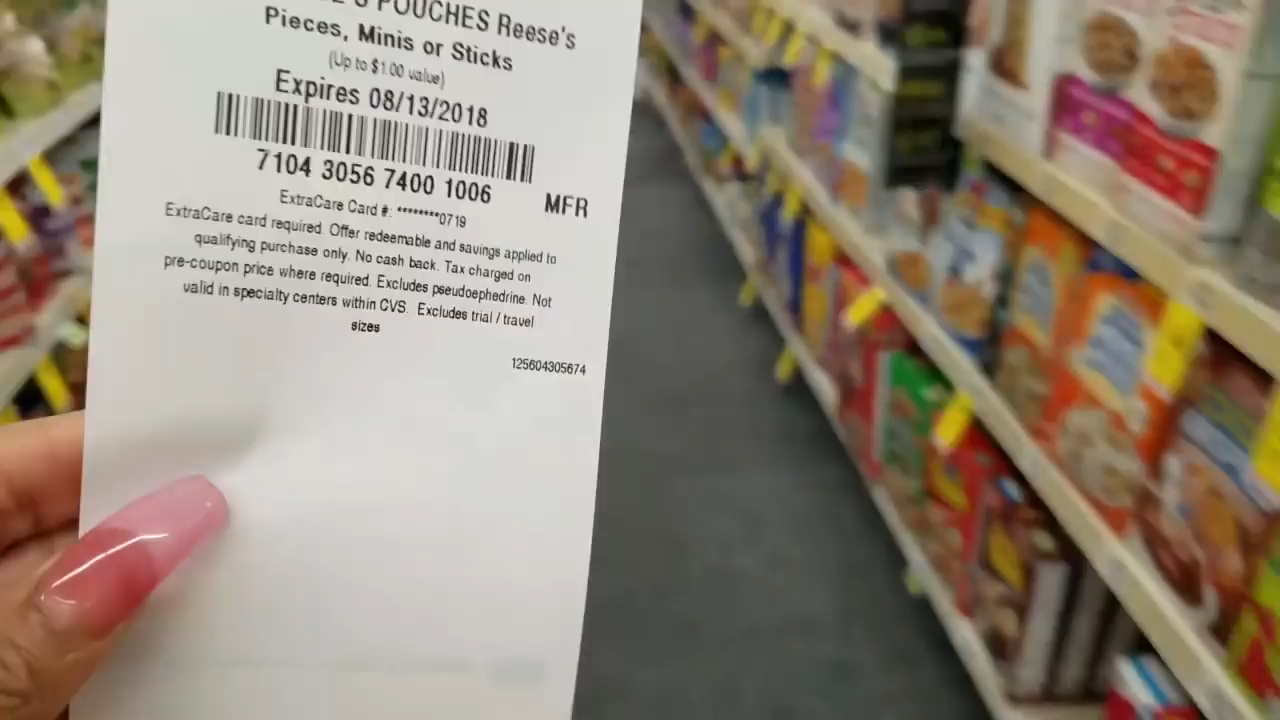 POUCHES Reese's
Pieces, Minis or Sticks
(Up to $1.00 value)
Expires 08/13/2018
7104 3056 7400 1006
MFR
ExtraCare Card #: ********0719
ExtraCare card required. Offer redeemable and savings applied to
qualifying purchase only. No cash back. Tax charged on
pre-coupon price where required. Excludes pseudoephedrine. Not
valid in specialty centers within CVS. Excludes trial / travel
sizes
125604305674